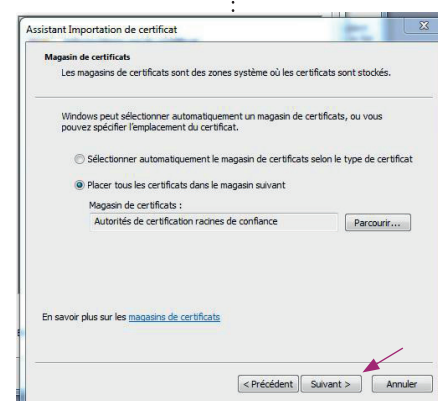 :
Assistant Importation de certificat
Magasin de certificats
Les magasins de certificats sont des zones système où les certificats sont stockés.
Windows peut sélectionner automatiquement un magasin de certificats, ou vous
pouvez spécifier l'emplacement du certificat.
Sélectionner automatiquement le magasin de certificats selon le type de certificat
Placer tous les certificats dans le magasin suivant
Magasin de certificats :
Autorités de certification racines de confiance
Parcourir...
En savoir plus sur les magasins de certificats
< Précédent Suivant > Annuler